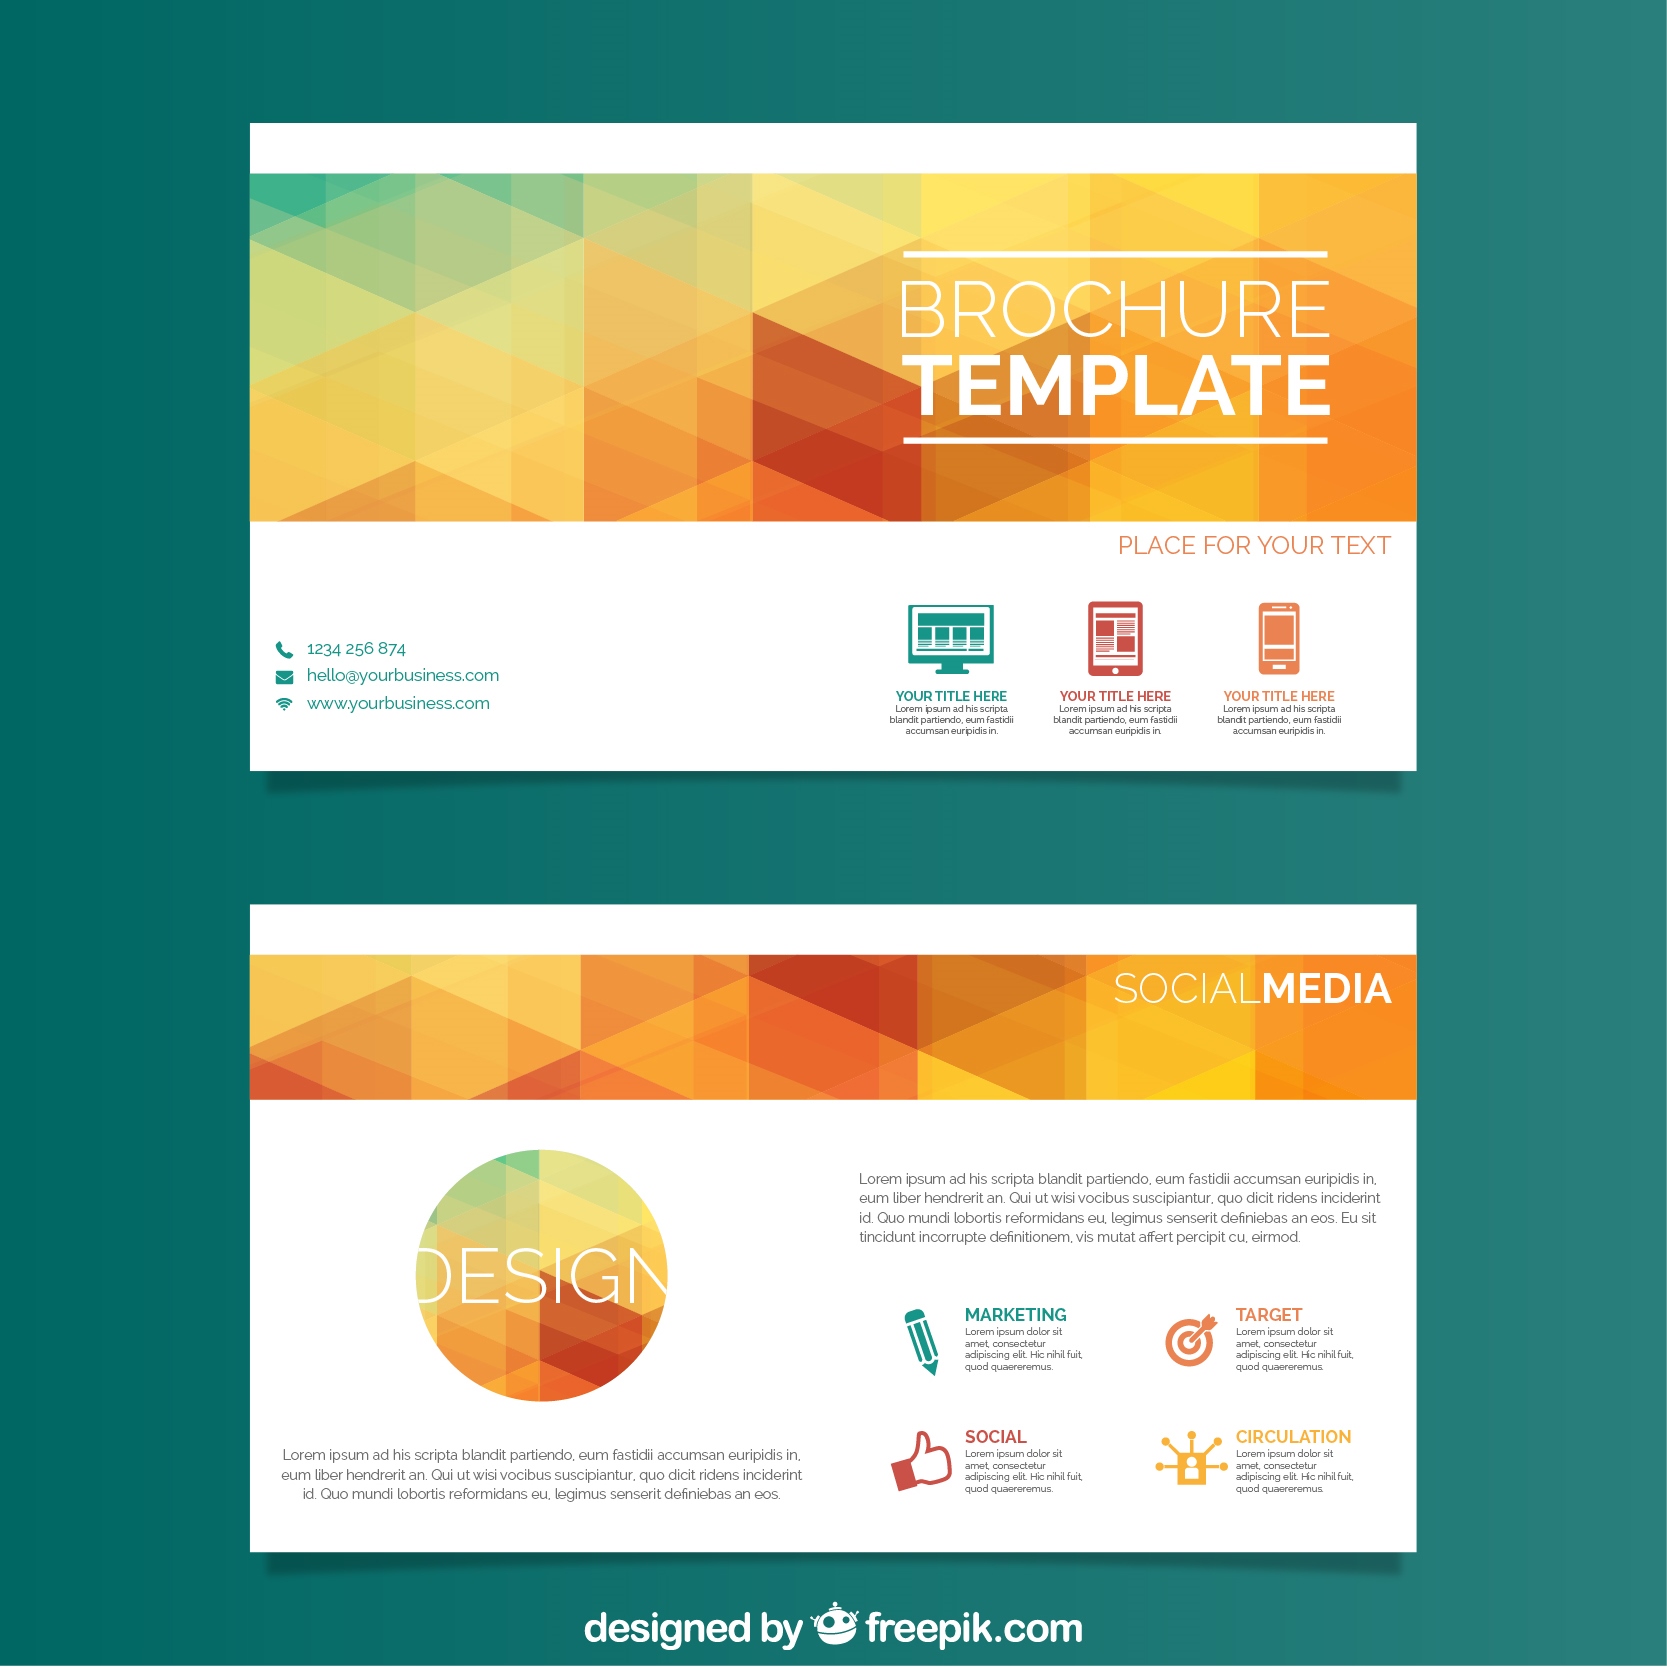 BROCHURE
TEMPLATE
PLACE FOR YOUR TEXT
1234 256 874
hello@yourbusiness.com
www.yourbusiness.com
YOUR TITLE HERE
Lorem ipsum ad his scripta
blandit partiendo, eum fastidii
accumsan euripidis in.
YOUR TITLE HERE
Lorem ipsum ad his scripta
blandit partiendo, eum fastidii
accumsan euripidis in.
YOUR TITLE HERE
Lorem ipsum ad his scripta
blandit partiendo, eum fastidii
accumsan euripidis in.
SOCIALMEDIA
DESIGN
Lorem ipsum ad his scripta blandit partiendo, eum fastidii accumsan euripidis in,
eum liber hendrerit an. Qui ut wisi vocibus suscipiantur, quo dicit ridens inciderint
id. Quo mundi lobortis reformidans eu, legimus senserit definiebas an eos.
Lorem ipsum ad his scripta blandit partiendo, eum fastidii accumsan euripidis in,
eum liber hendrerit an. Qui ut wisi vocibus suscipiantur, quo dicit ridens inciderint
id. Quo mundi lobortis reformidans eu, legimus senserit definiebas an eos. Eu sit
tincidunt incorrupte definitionem, vis mutat affert percipit cu, eirmod.
MARKETING
Lorem ipsum dolor sit
amet, consectetur
adipiscing elit. Hic nihil fuit,
quod quaereremus.
TARGET
Lorem ipsum dolor sit
amet, consectetur
adipiscing elit. Hic nihil fuit,
quod quaereremus.
SOCIAL
Lorem ipsum dolor sit
amet, consectetur
adipiscing elit. Hic nihil fuit,
quod quaereremus.
CIRCULATION
Lorem ipsum dolor sit
amet, consectetur
adipiscing elit. Hic nihil fuit,
quod quaereremus.
designed by freepik.com